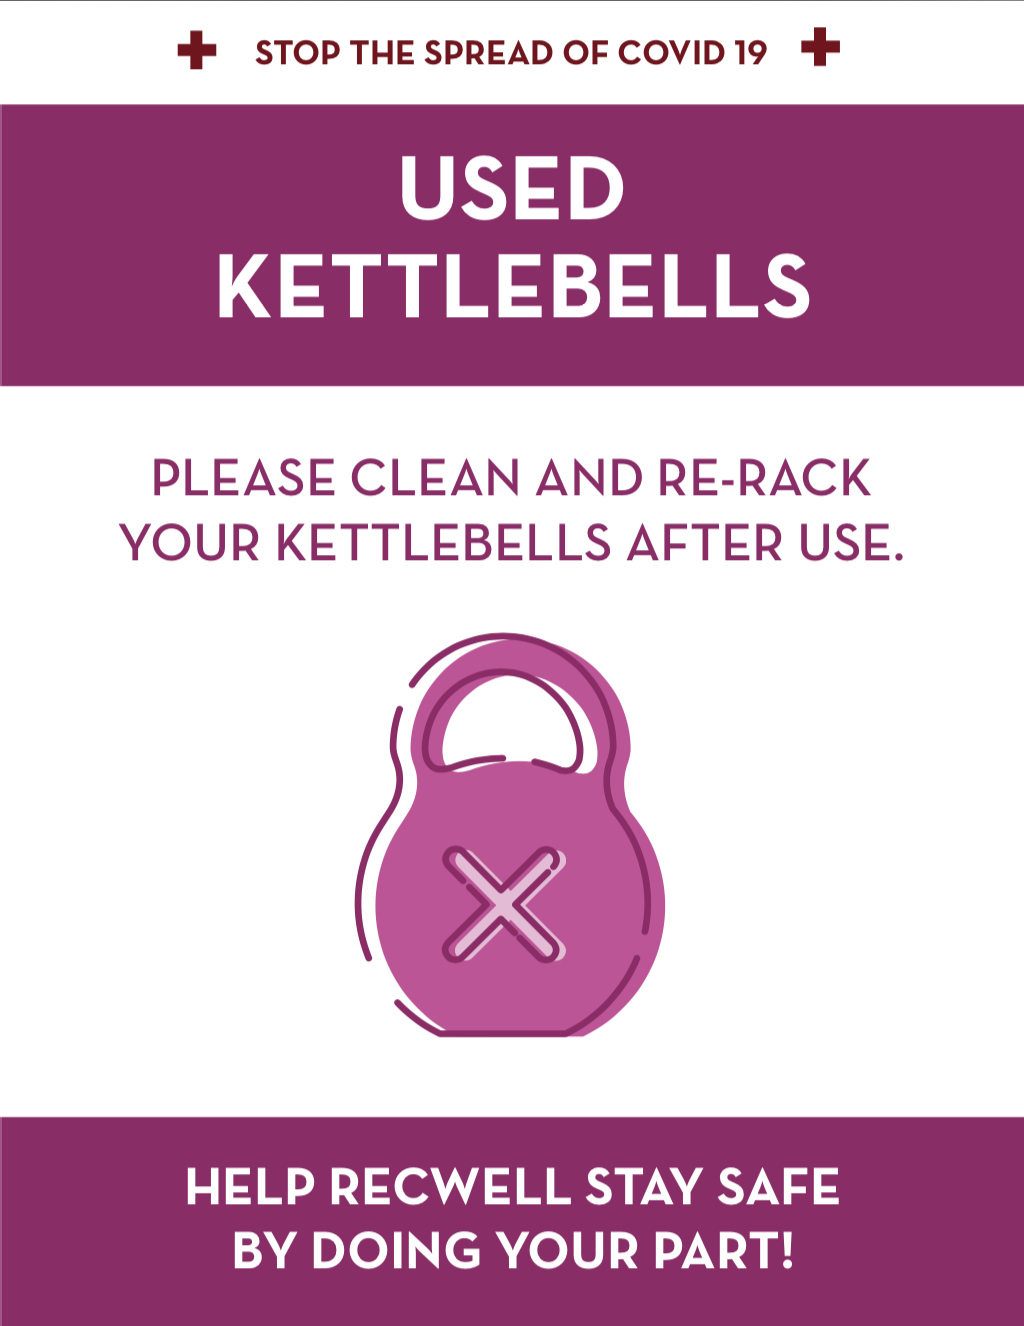 STOP THE SPREAD OF COVID 19
USED
KETTLEBELLS
PLEASE CLEAN AND RE-RACK
YOUR KETTLEBELLS AFTER USE.
HELP RECWELL STAY SAFE
BY DOING YOUR PART!